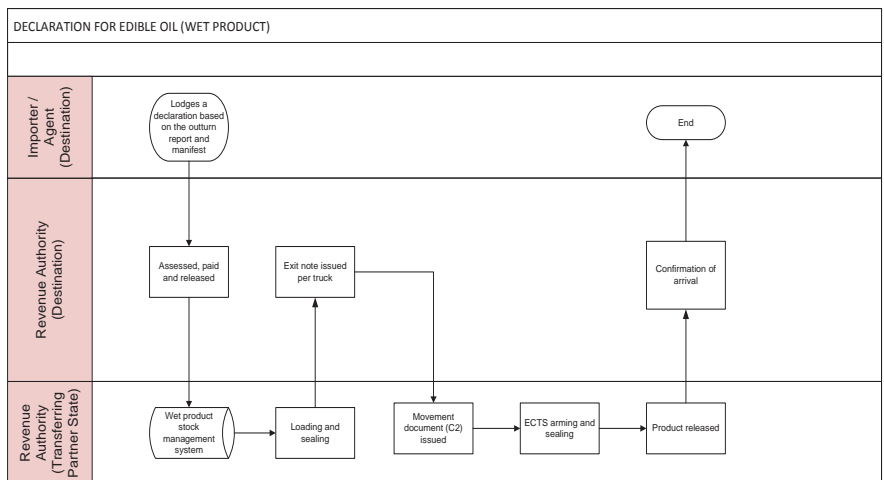 DECLARATION FOR EDIBLE OIL (WET PRODUCT)
Importer /
Agent
(Destination)
Lodges a
declaration based
on the outturn
report and
manifest
End
Revenue Authority
(Destination)
Assessed, paid
and released
Exit note issued
per truck
Confirmation of
arrival
Revenue
Authority
(Transferring
Partner State)
Wet product
stock
management
system
Loading and
sealing
Movement
document (C2)
issued
ECTS arming and
sealing
Product released